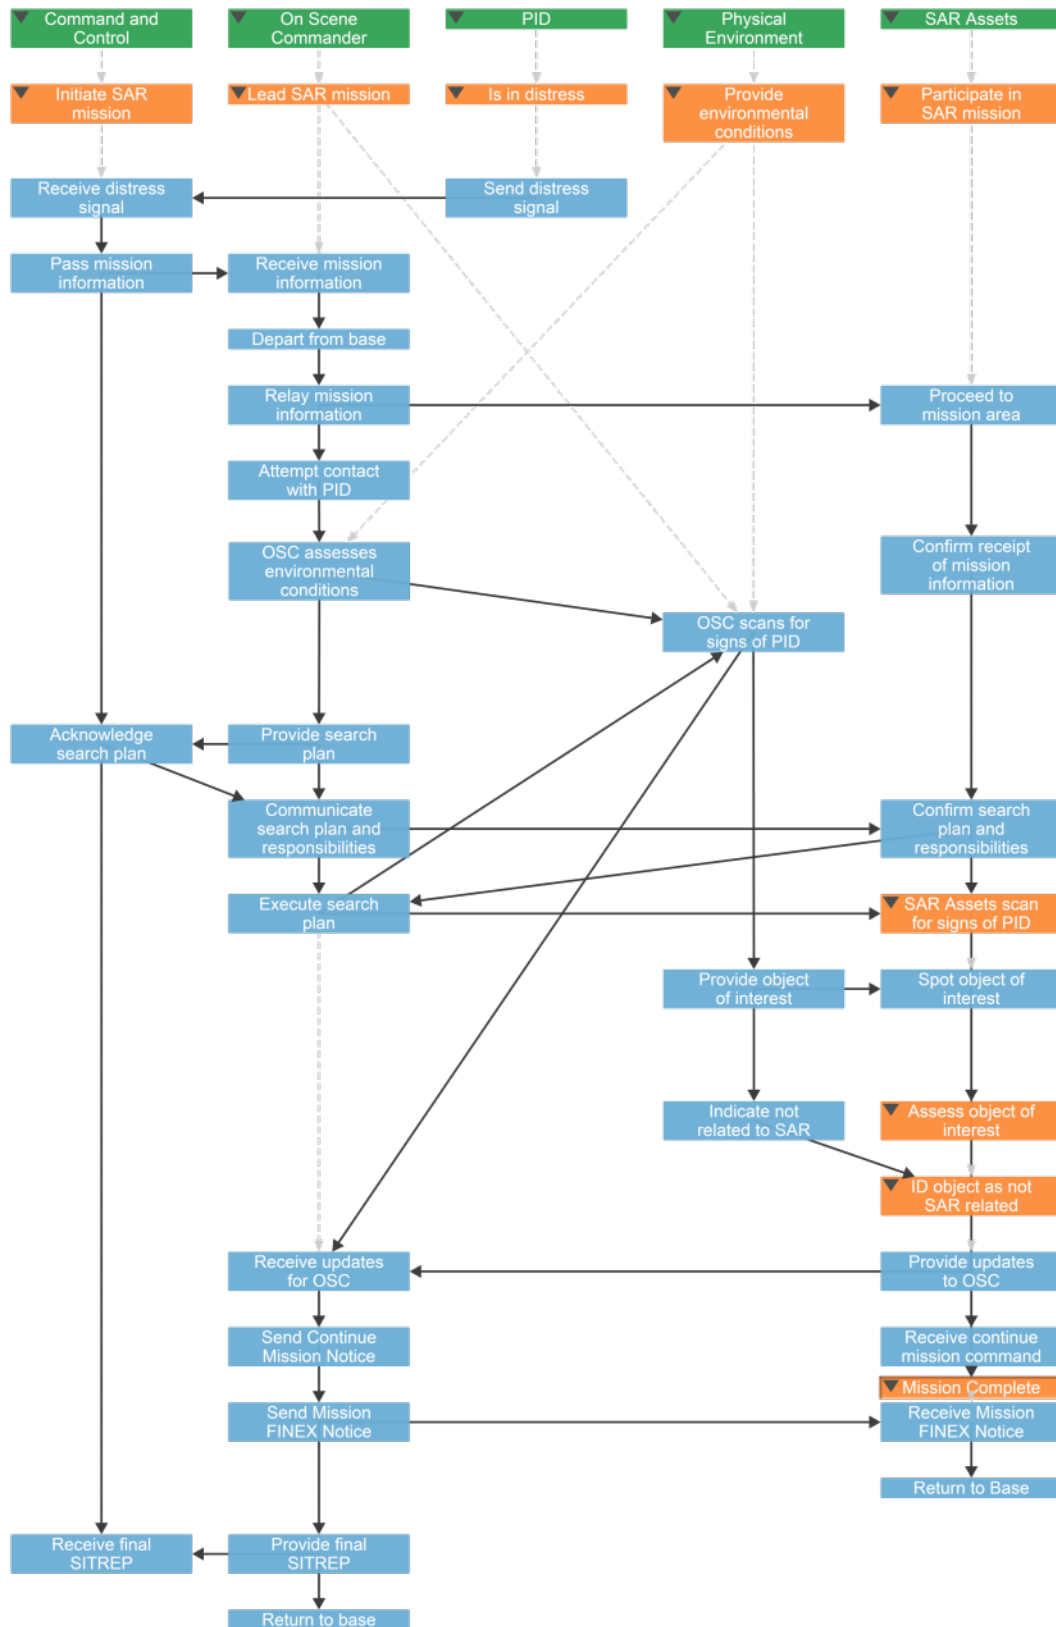 Command and
Control
On Scene
Commander
PID
Physical
Environment
SAR Assets
Initiate SAR
mission
Lead SAR mission
Is in distress
Provide
environmental
conditions
Participate in
SAR mission
Receive distress
signal
Send distress
signal
Pass mission
information
Receive mission
information
Depart from base
Relay mission
information
Proceed to
mission area
Attempt contact
with PID
OSC assesses
environmental
conditions
Confirm receipt
of mission
information
OSC scans for
signs of PID
Acknowledge
search plan
Provide search
plan
Communicate
search plan and
responsibilities
Confirm search
plan and
responsibilities
Execute search
plan
SAR Assets scan
for signs of PID
Provide object
of interest
Spot object of
interest
Indicate not
related to SAR
Assess object of
interest
ID object as not
SAR related
Receive updates
for OSC
Provide updates
to OSC
Send Continue
Mission Notice
Receive continue
mission command
Mission Complete
Send Mission
FINEX Notice
Receive Mission
FINEX Notice
Return to Base
Receive final
SITREP
Provide final
SITREP
Return to base